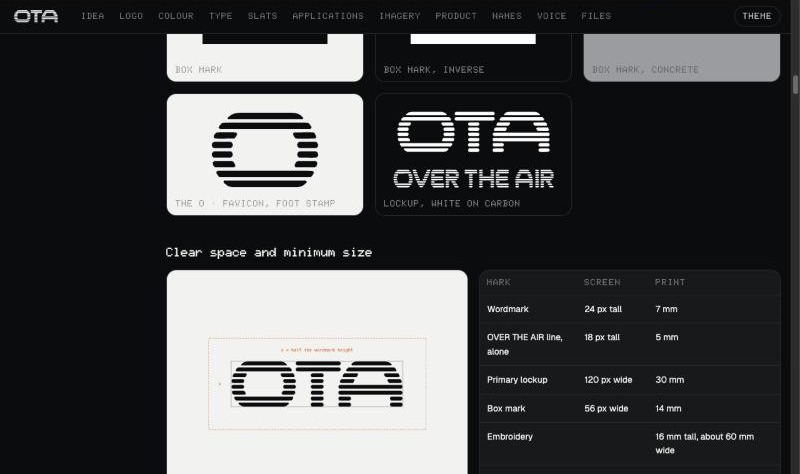 OTA IDEA LOGO COLOUR TYPE SLATS APPLICATIONS IMAGERY PRODUCT NAMES VOICE FILES THEME
BOX MARK
BOX MARK, INVERSE
BOX MARK, CONCRETE
THE O · FAVICON, FOOT STAMP
OTA
OVER THE AIR
LOCKUP, WHITE ON CARBON
Clear space and minimum size
x = half the wordmark height
x
OTA
MARK SCREEN PRINT
Wordmark 24 px tall 7 mm
OVER THE AIR line, 18 px tall 5 mm
alone
Primary lockup 120 px wide 30 mm
Box mark 56 px wide 14 mm
Embroidery 16 mm tall, about 60 mm
wide